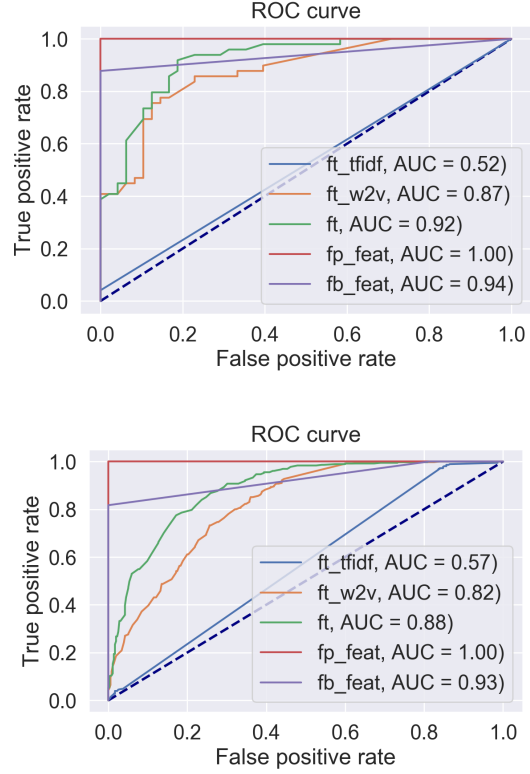 ROC curve
True positive rate
1.0
0.8
0.6
0.4
0.2
0.0
ft_tfidf, AUC = 0.52)
ft_w2v, AUC = 0.87)
ft, AUC = 0.92)
fp_feat, AUC = 1.00)
fb_feat, AUC = 0.94)
0.0 0.2 0.4 0.6 0.8 1.0
False positive rate
ROC curve
True positive rate
1.0
0.8
0.6
0.4
0.2
0.0
ft_tfidf, AUC = 0.57)
ft_w2v, AUC = 0.82)
ft, AUC = 0.88)
fp_feat, AUC = 1.00)
fb_feat, AUC = 0.93)
0.0 0.2 0.4 0.6 0.8 1.0
False positive rate